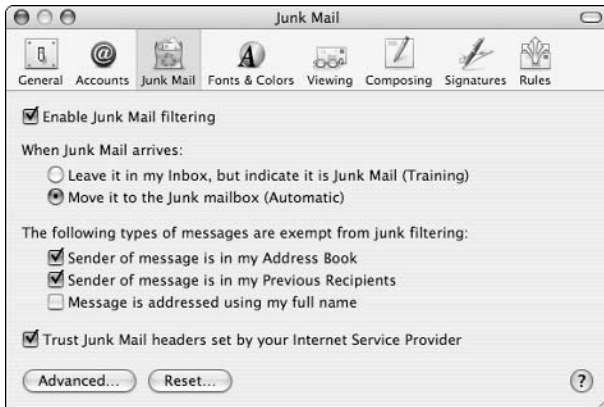 Junk Mail
General Accounts Junk Mail Fonts & Colors Viewing Composing Signatures Rules
Enable Junk Mail filtering
When Junk Mail arrives:
Leave it in my Inbox, but indicate it is Junk Mail (Training)
Move it to the Junk mailbox (Automatic)
The following types of messages are exempt from junk filtering:
Sender of message is in my Address Book
Sender of message is in my Previous Recipients
Message is addressed using my full name
Trust Junk Mail headers set by your Internet Service Provider
Advanced... Reset... ?